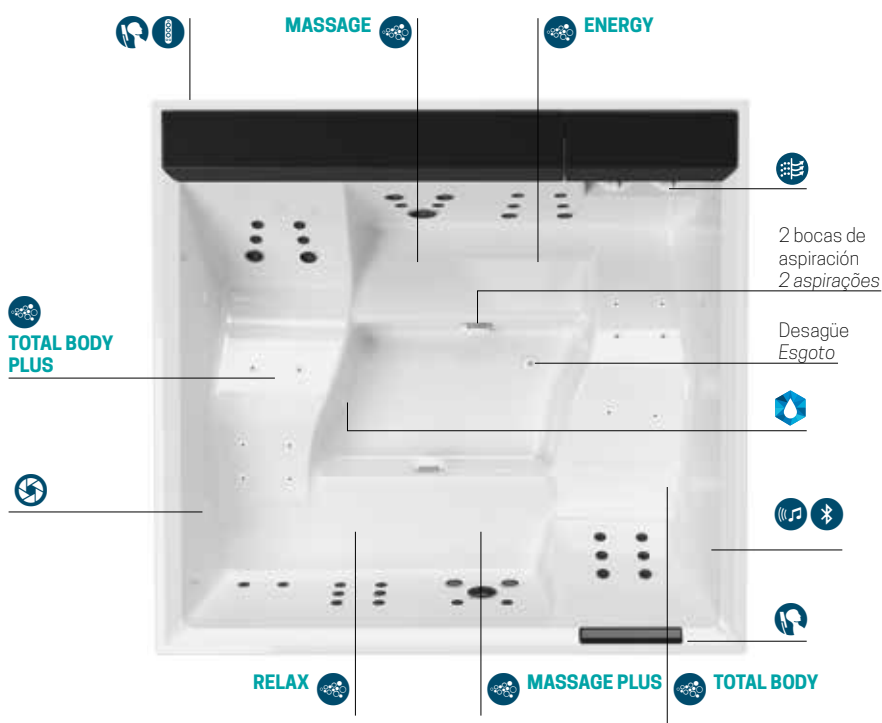 MASSAGE
ENERGY
2 bocas de
aspiración
2 aspirações
Desagüe
Esgoto
TOTAL BODY
PLUS
RELAX
MASSAGE PLUS
TOTAL BODY